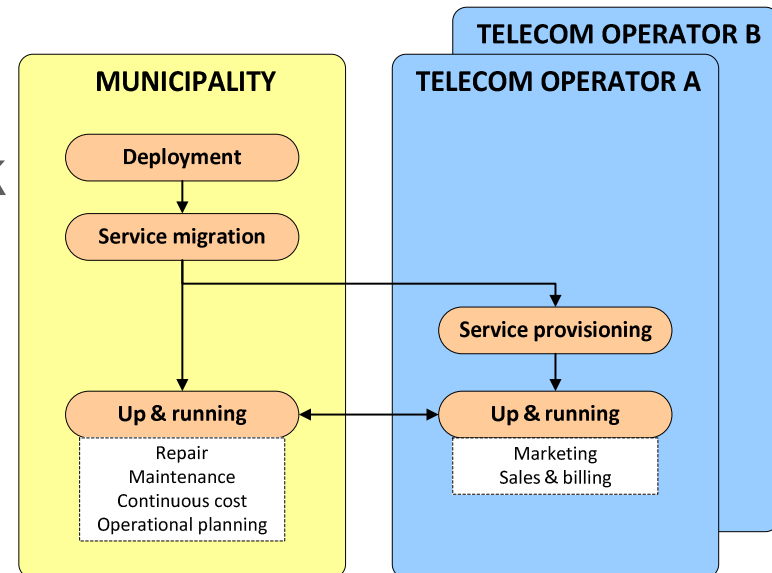 TELECOM OPERATOR B
MUNICIPALITY
TELECOM OPERATOR A
Deployment
Service migration
Service provisioning
Up & running
Up & running
Repair
Maintenance
Continuous cost
Operational planning
Marketing
Sales & billing